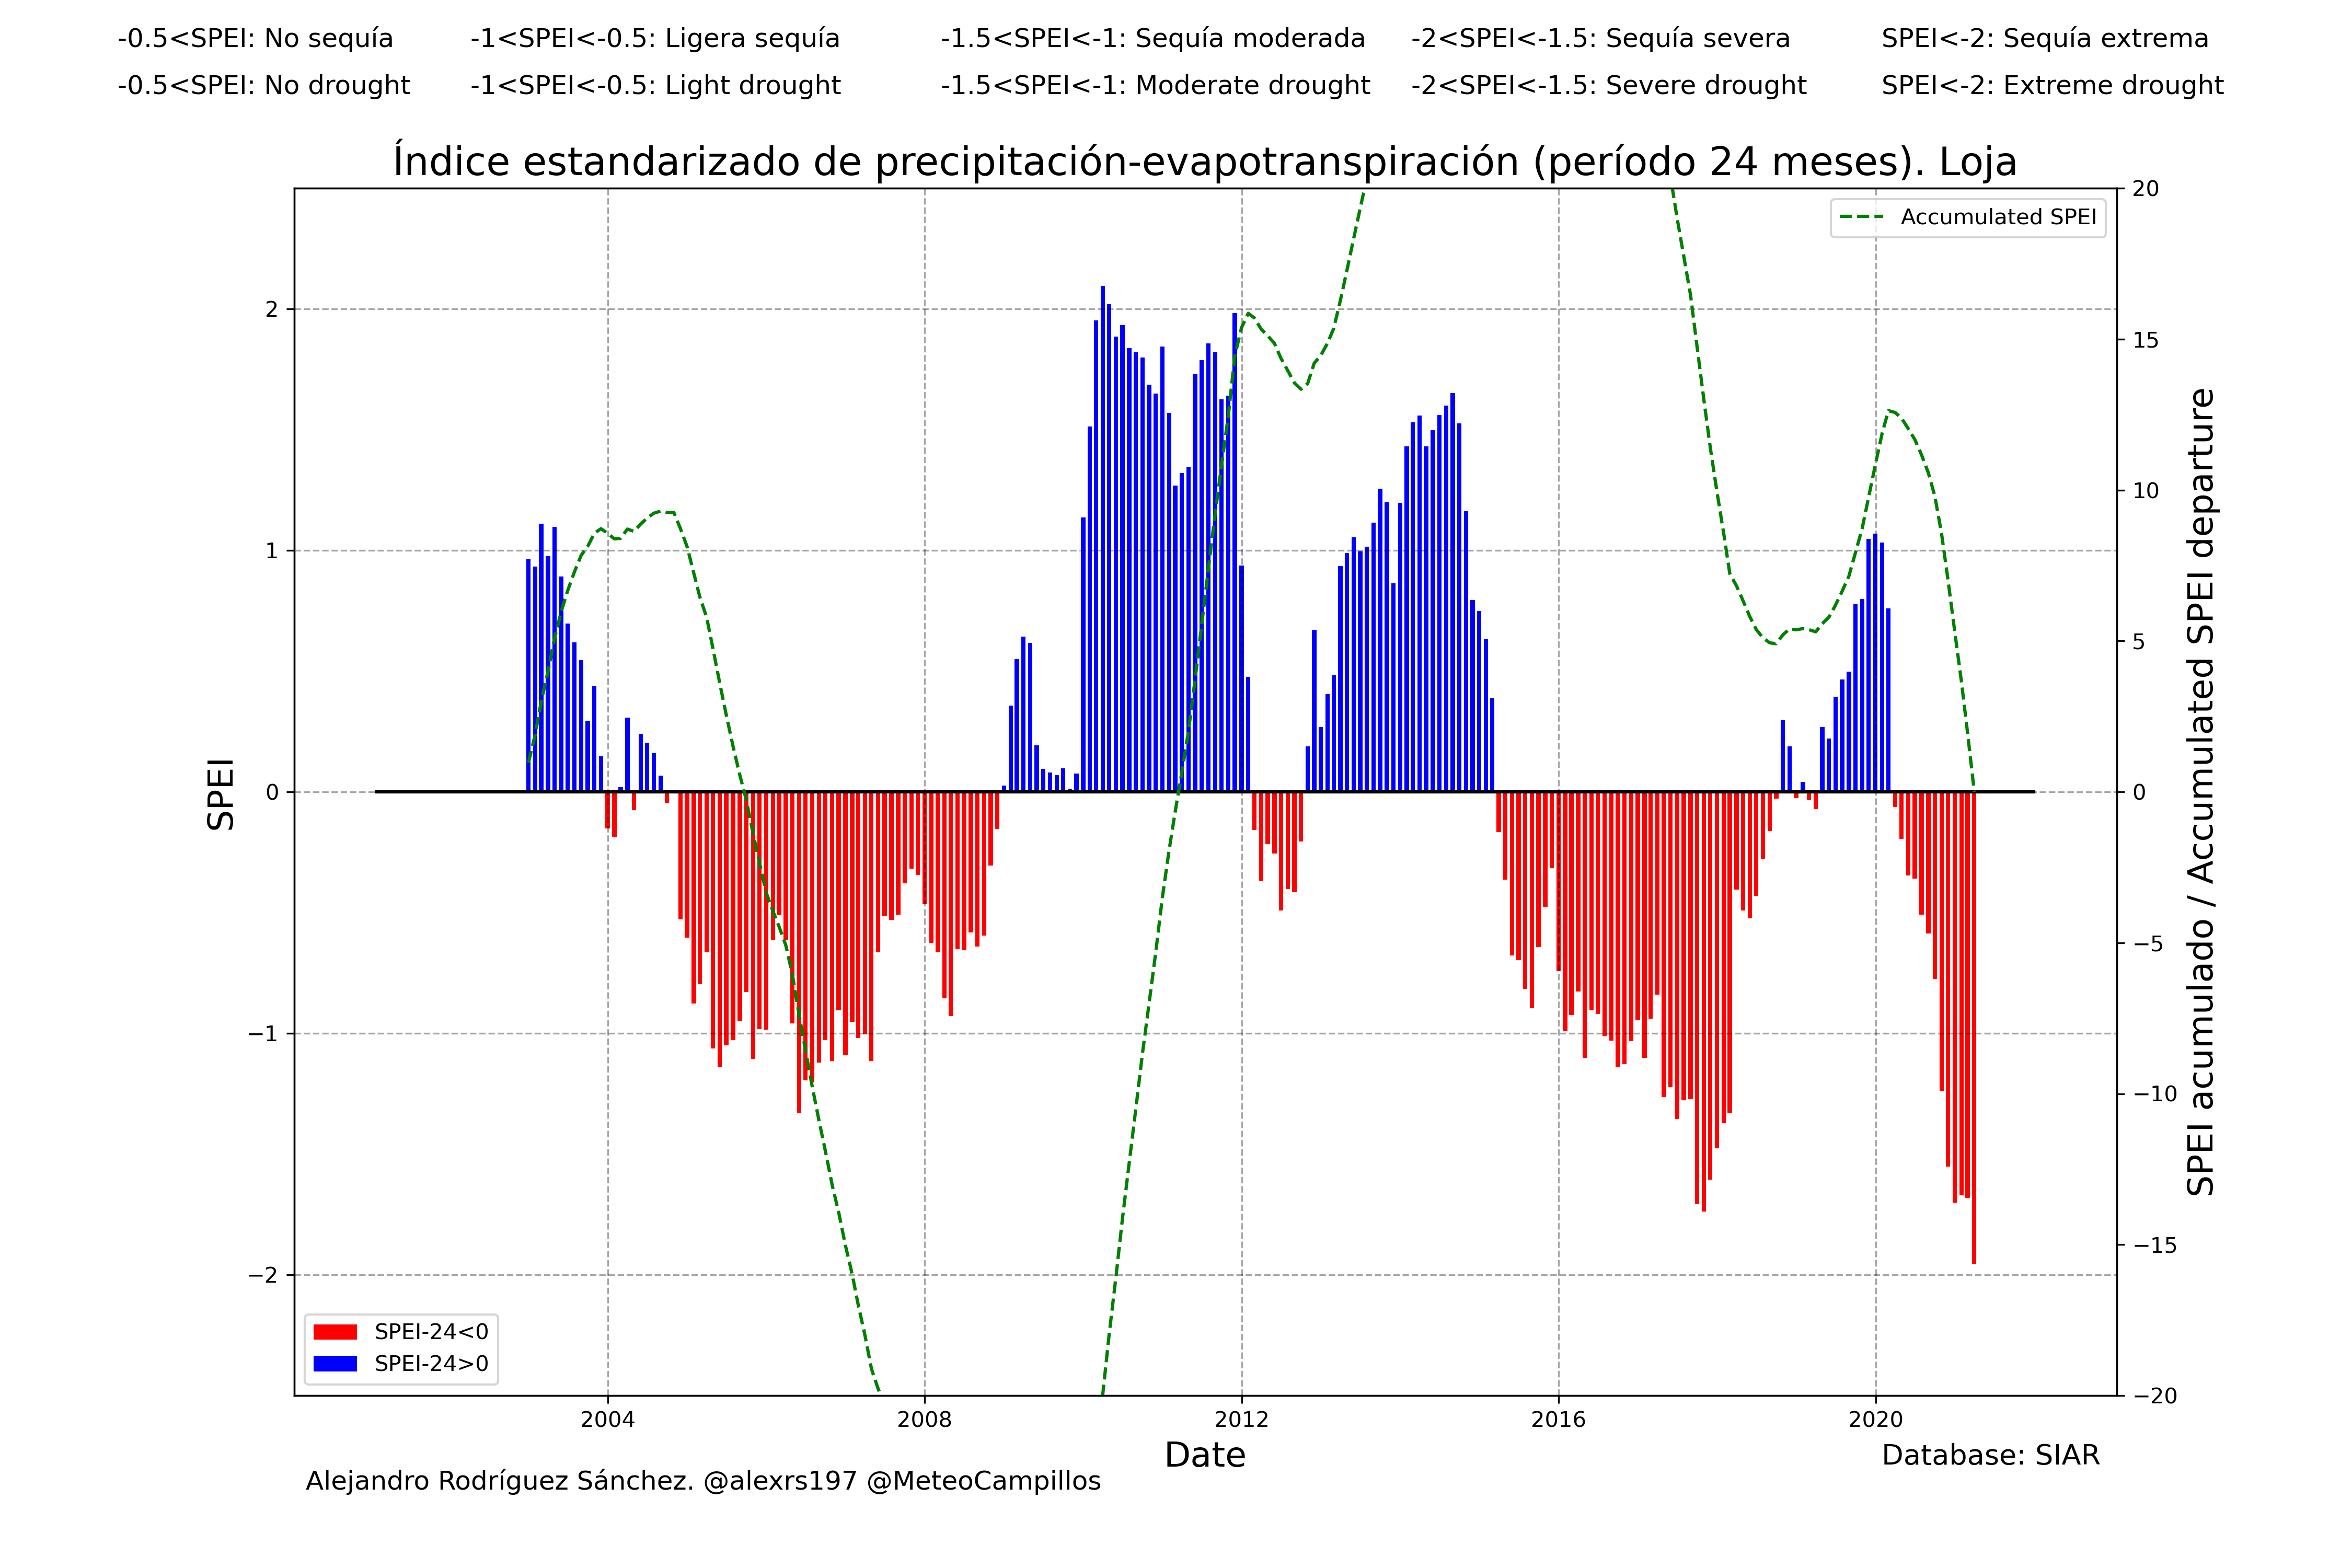 -0.5<SPEI: No sequía -1<SPEI<-0.5: Ligera sequía -1.5<SPEI<-1: Sequía moderada -2<SPEI<-1.5: Sequía severa SPEI<-2: Sequía extrema
-0.5<SPEI: No drought -1<SPEI<-0.5: Light drought -1.5<SPEI<-1: Moderate drought -2<SPEI<-1.5: Severe drought SPEI<-2: Extreme drought
Índice estandarizado de precipitación-evapotranspiración (período 24 meses). Loja
Accumulated SPEI
SPEI
2
1
0
−1
−2
20
15
10
5
0
−5
−10
−15
−20
SPEI acumulado / Accumulated SPEI departure
SPEI-24<0
SPEI-24>0
2004 2008 2012 2016 2020
Date
Database: SIAR
Alejandro Rodríguez Sánchez. @alexrs197 @MeteoCampillos